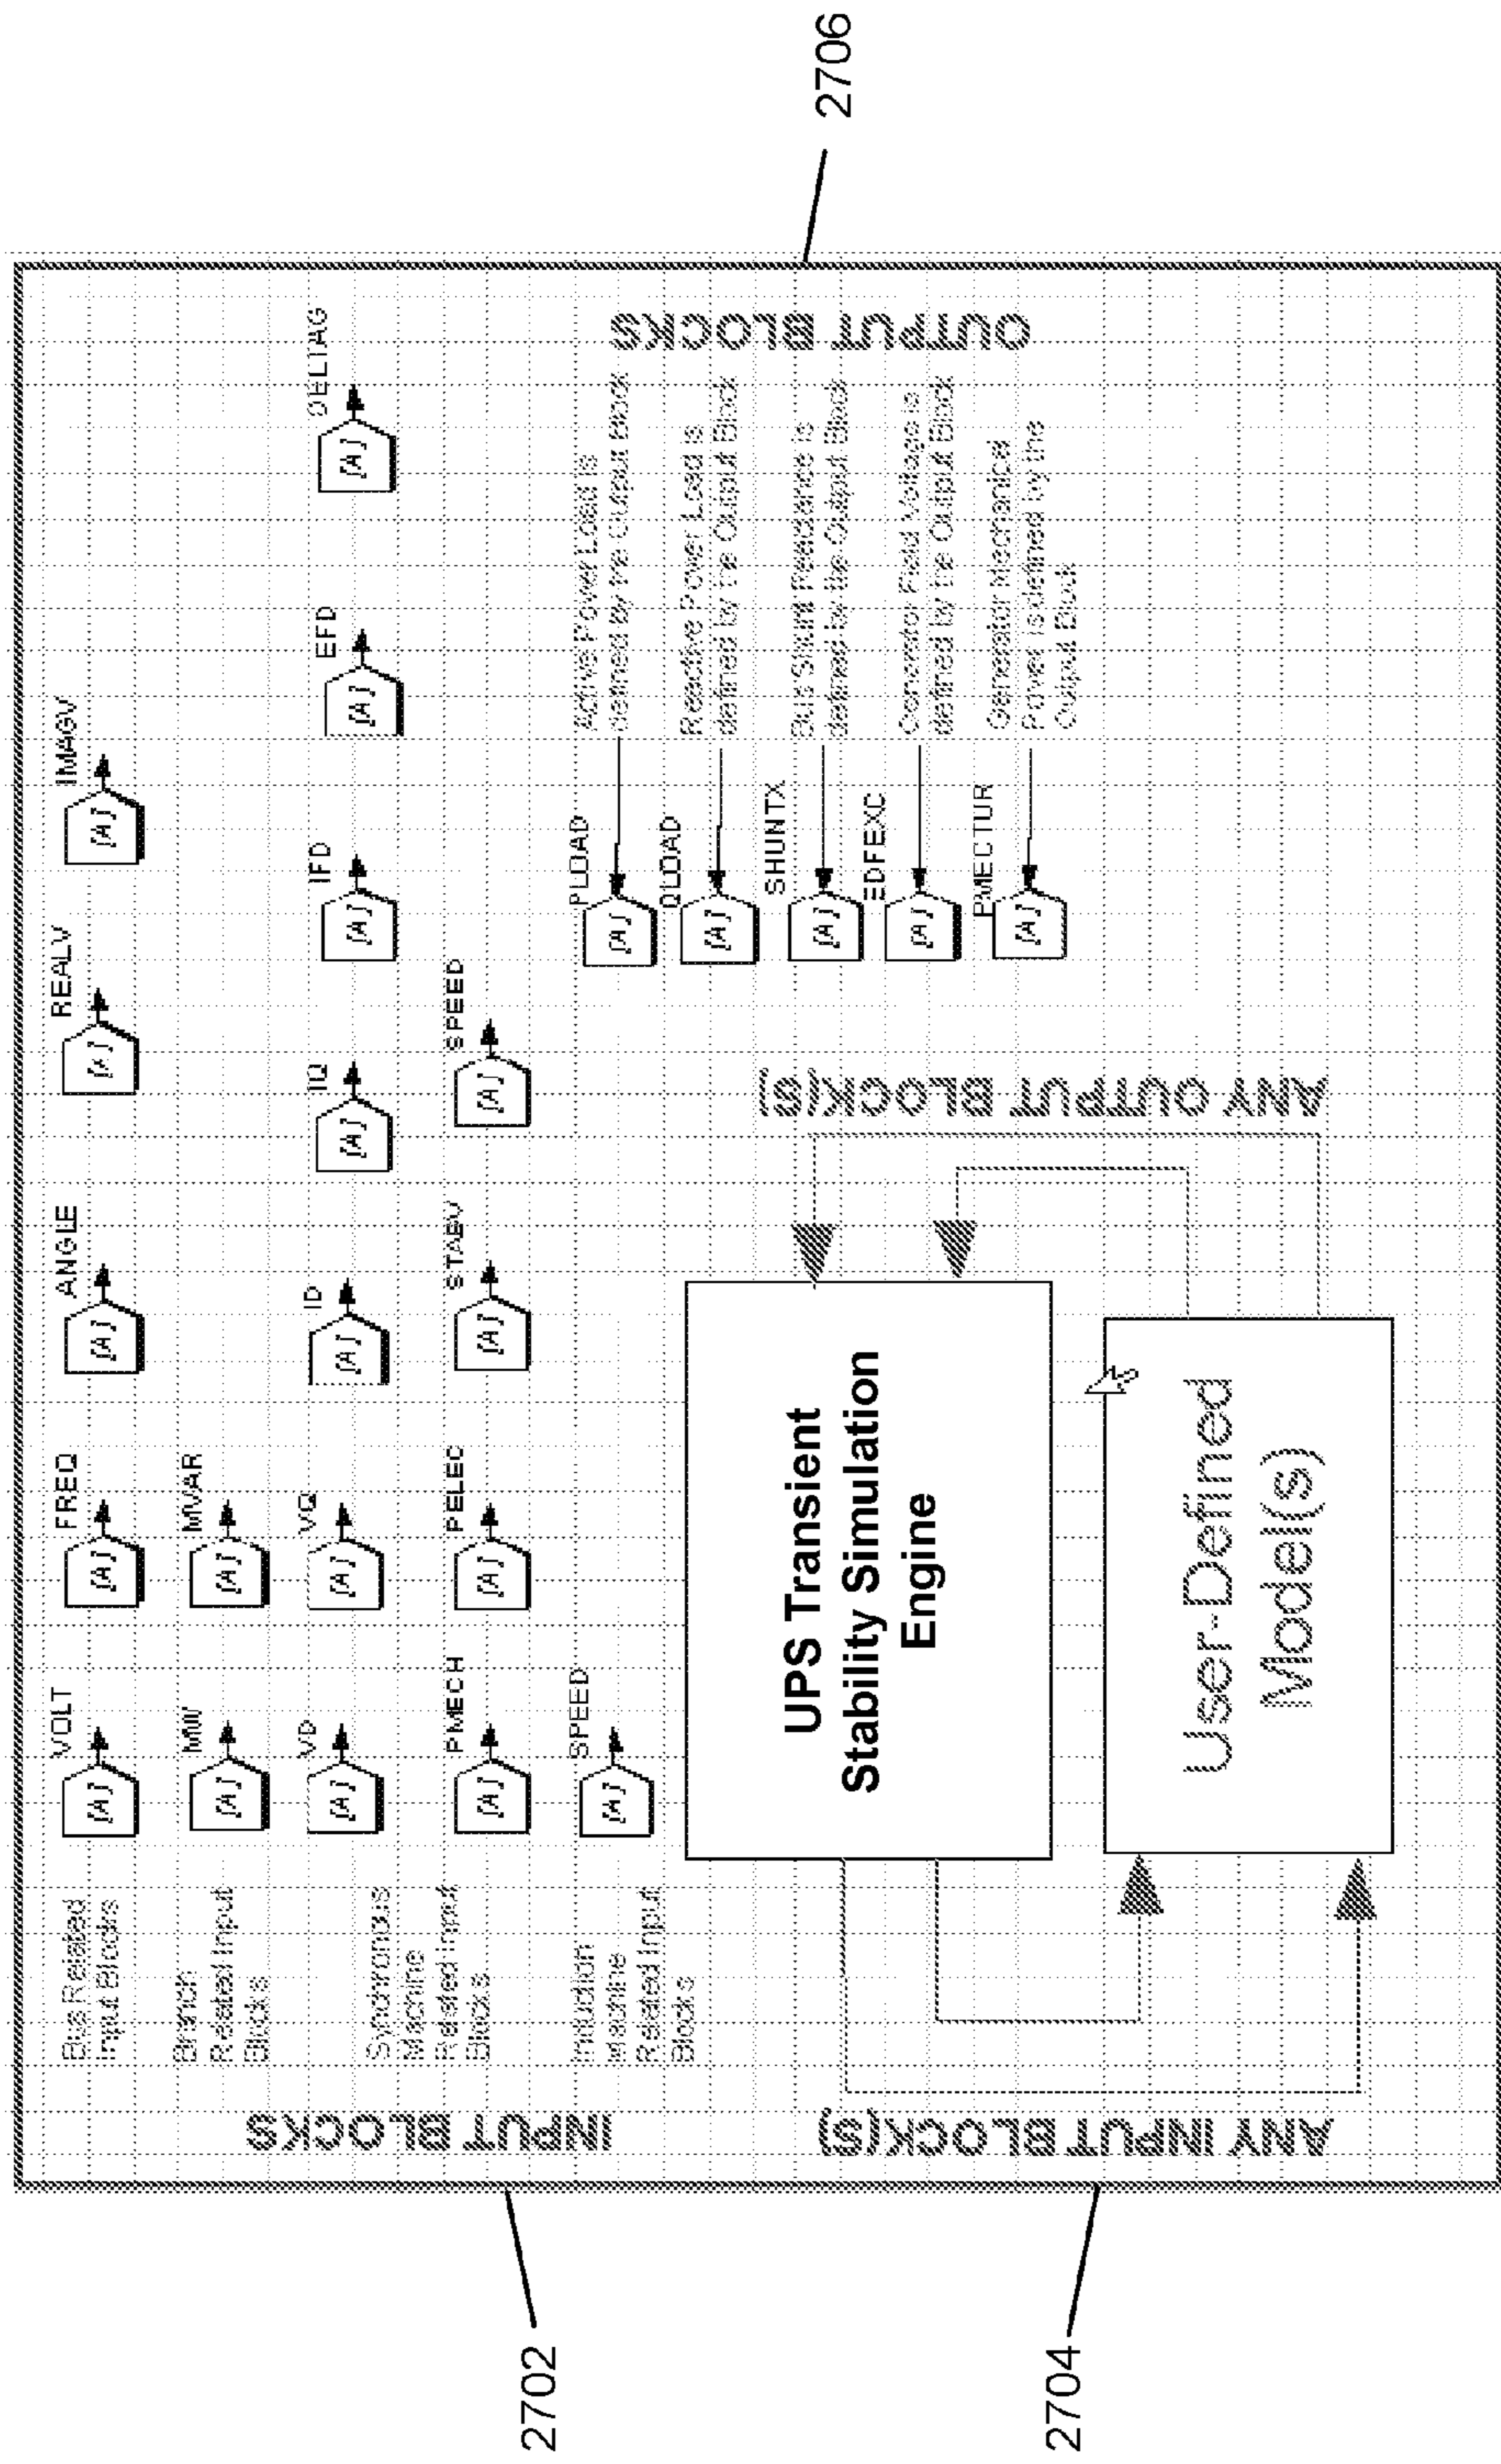 VOLT
FREQ
ANGLE
REALV
IMAGV
Bus Related
Input Blocks
[A]
[A]
[A]
[A]
[A]
MW
MVAR
Branch
Related Input
Blocks
[A]
[A]
VD
VQ
ID
IQ
IFD
EFD
DELTAG
[A]
[A]
[A]
[A]
[A]
[A]
[A]
Synchronous
Machine
Related Input
Blocks
PMECH
PELEC
STABV
SPEED
[A]
[A]
[A]
[A]
INPUT BLOCKS
Induction
Machine
Related Input
Blocks
SPEED
[A]
PLOAD
[A]
Active Power Load is
defined by the Output Block
QLOAD
[A]
Reactive Power Load is
defined by the Output Block
SHUNTX
[A]
Bus Shunt Reactance is
defined by the Output Block
EDFEXC
[A]
Generator Field Voltage is
defined by the Output Block
PMECTUR
[A]
Generator Mechanical
Power is defined by the
Output Block
OUTPUT BLOCKS
UPS Transient
Stability Simulation
Engine
ANY INPUT BLOCK(S)
ANY OUTPUT BLOCK(S)
User-Defined
Model(s)
2702
2704
2706